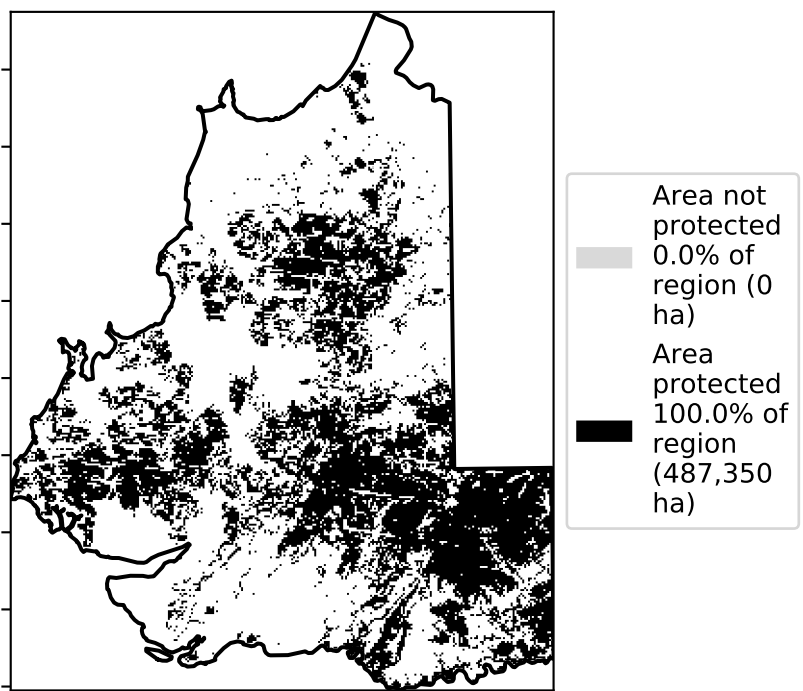 Area not
protected
0.0% of
region (0
ha)
Area
protected
100.0% of
region
(487,350
ha)